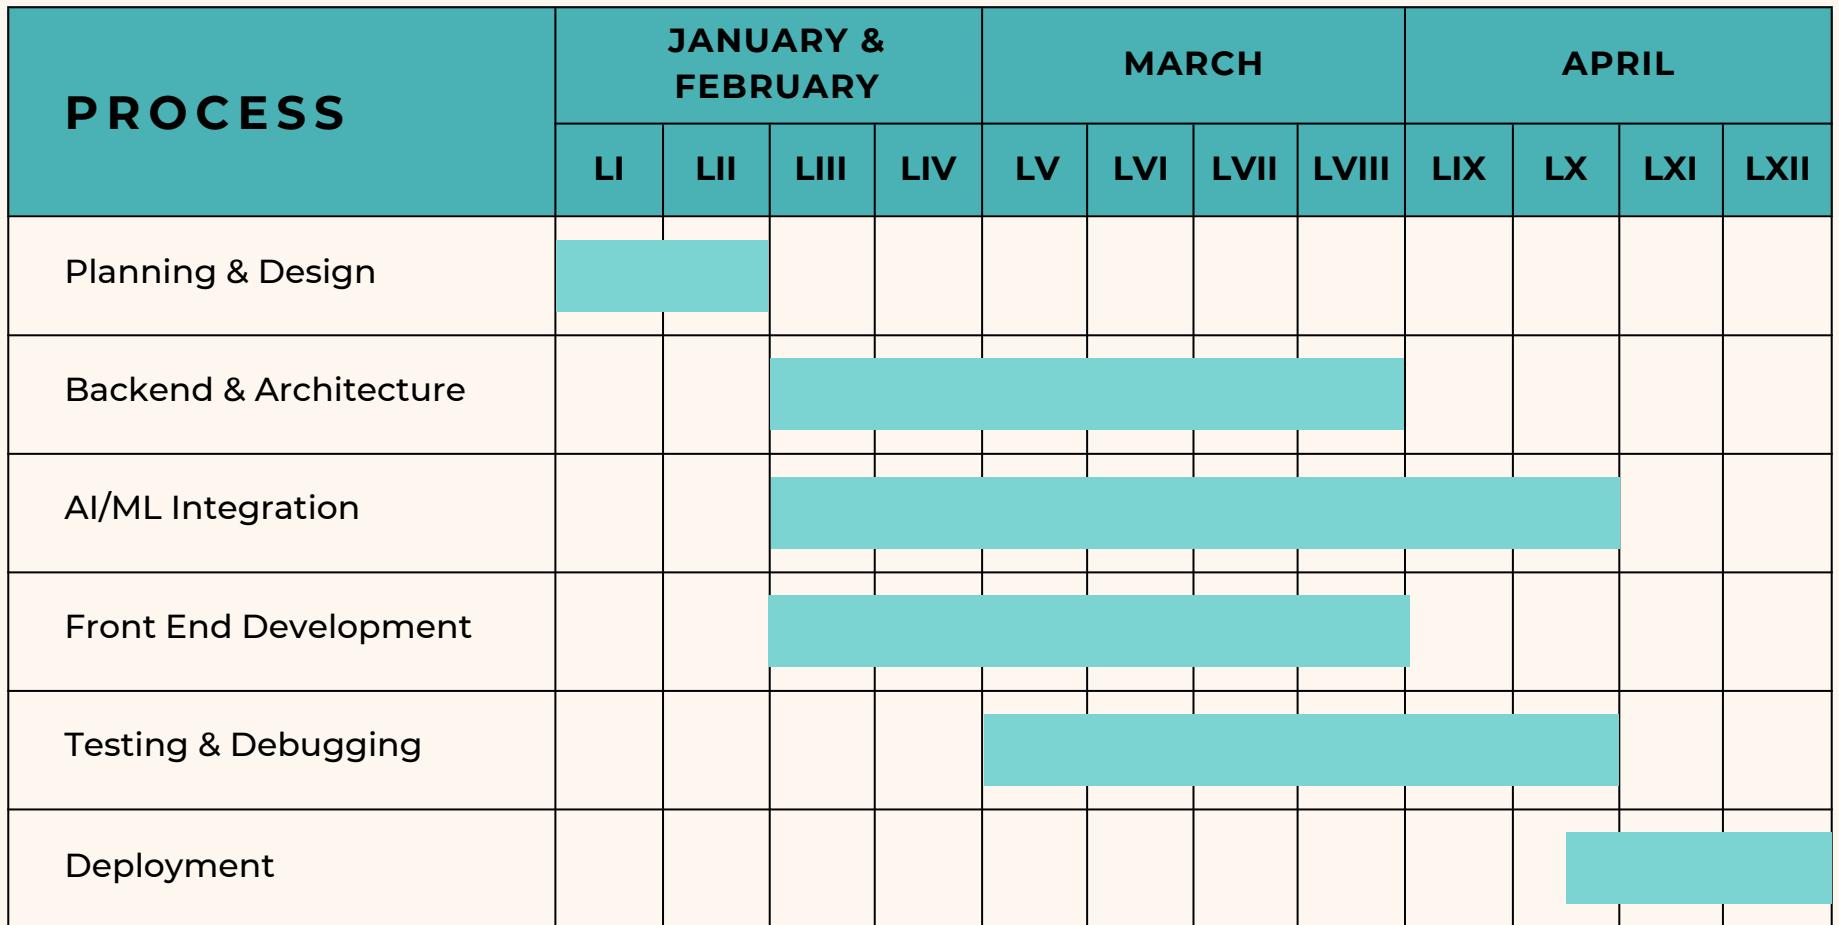 PROCESS
JANUARY &
FEBRUARY
MARCH
APRIL
LI LII LIII LIV LV LVI LVII LVIII LIX LX LXI LXII
Planning & Design
Backend & Architecture
AI/ML Integration
Front End Development
Testing & Debugging
Deployment